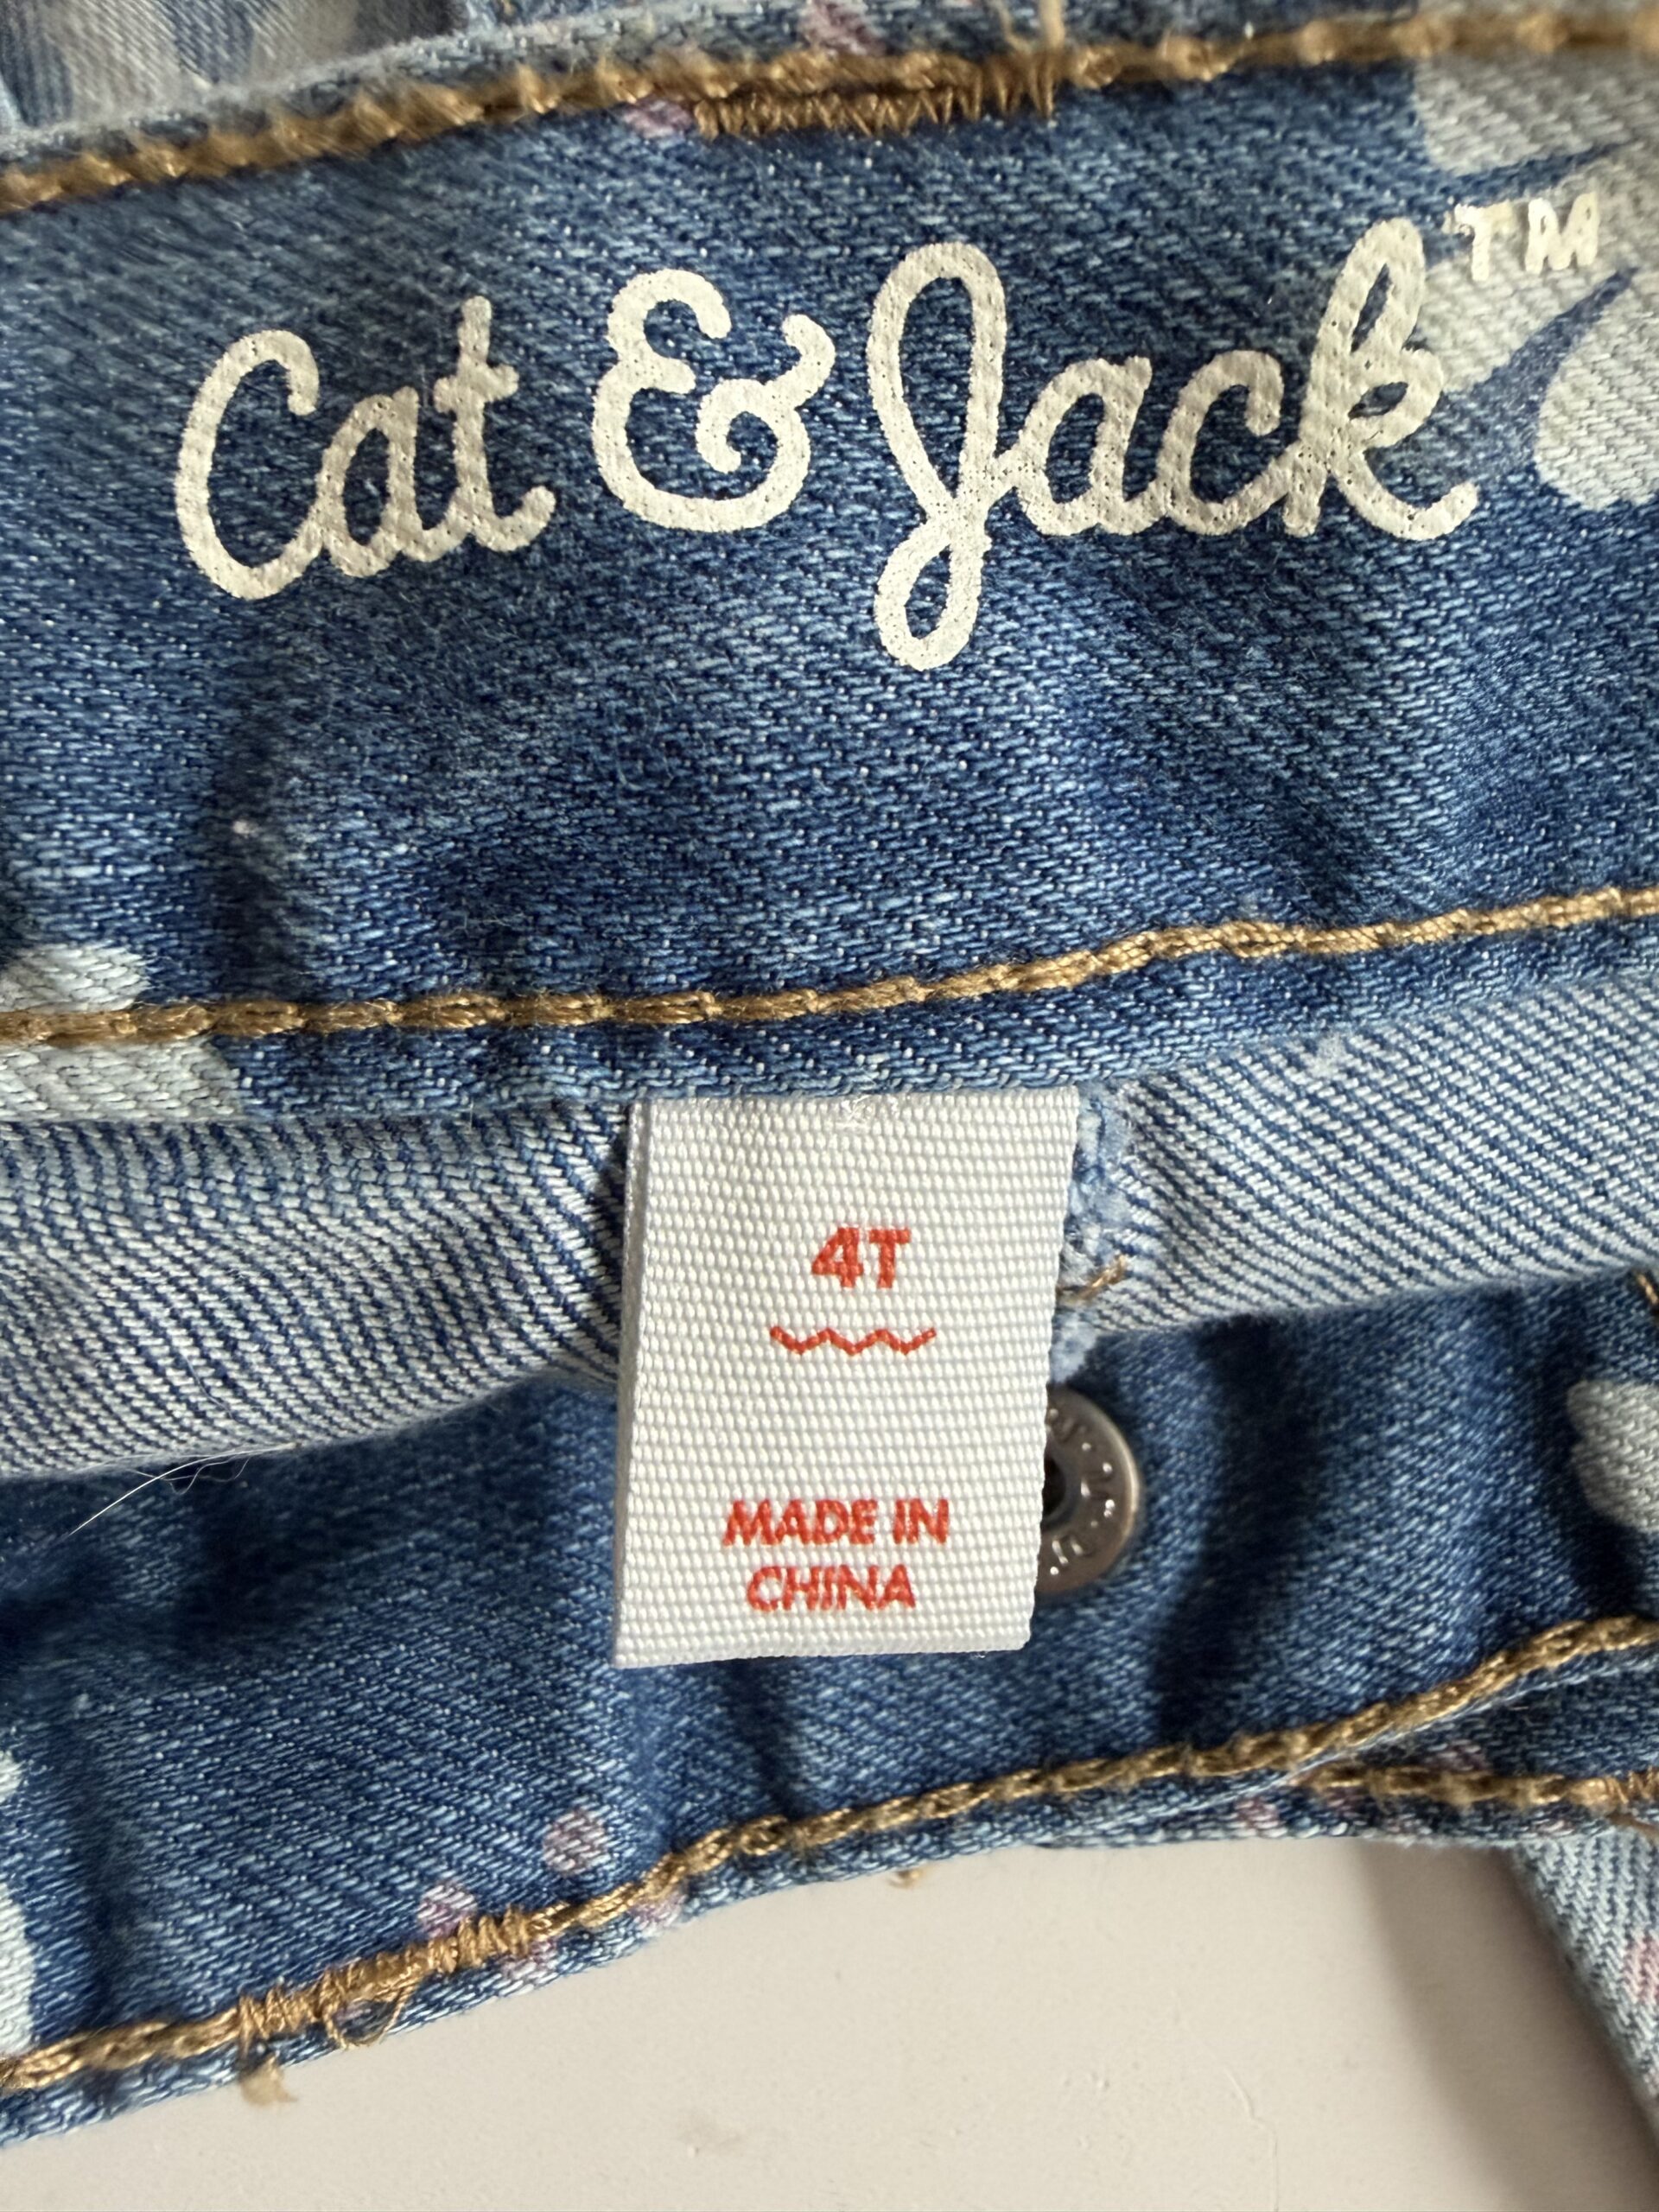 Cat & Jack™
4T
MADE IN
CHINA